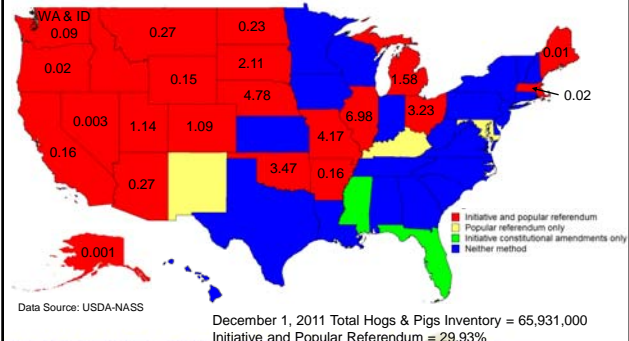 WA & ID
0.09
0.27
0.23
0.01
0.02
0.15
2.11
1.58
0.02
4.78
0.003
1.14
1.09
6.98
3.23
0.16
4.17
0.27
3.47
0.16
0.001
Initiative and popular referendum
Popular referendum only
Initiative constitutional amendments only
Neither method
Data Source: USDA-NASS
December 1, 2011 Total Hogs & Pigs Inventory = 65,931,000
Initiative and Popular Referendum = 29.93%